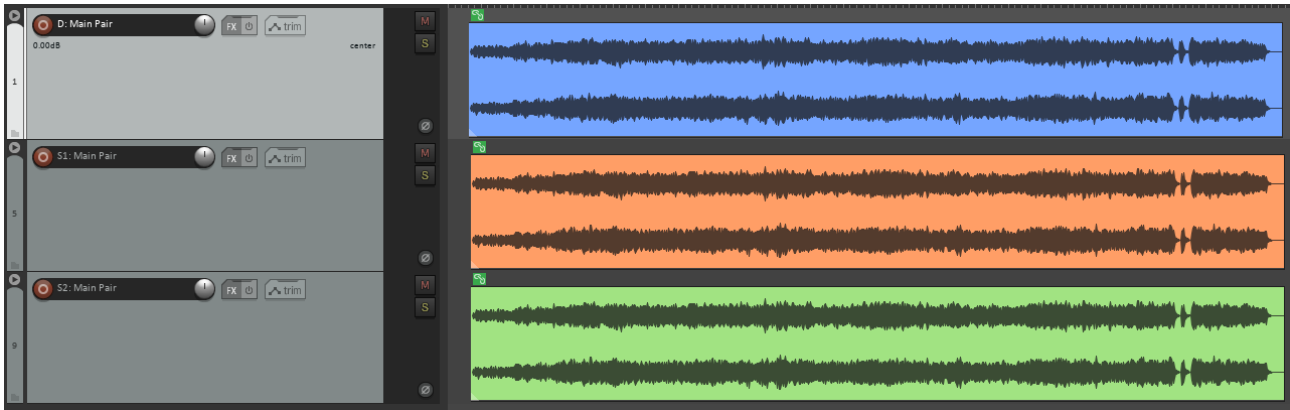 D: Main Pair FX trim M
0.00dB center S
1
S1: Main Pair FX trim M
S
5
S2: Main Pair FX trim M
S
9